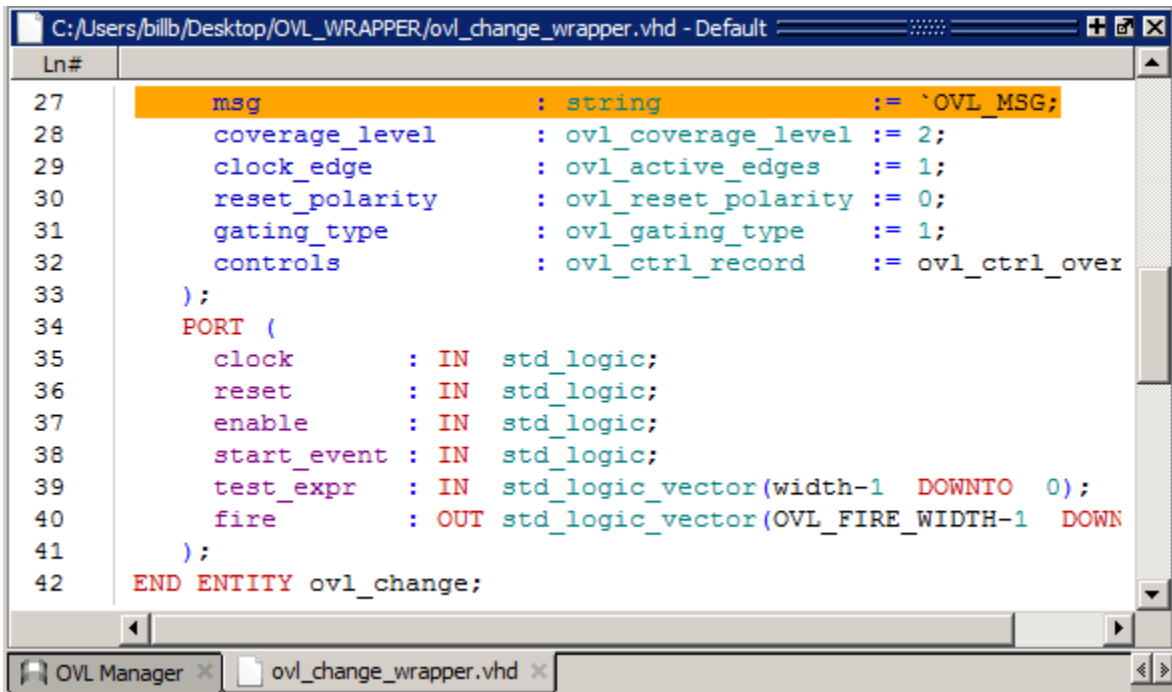 C:/Users/billb/Desktop/OVL_WRAPPER/ovl_change_wrapper.vhd - Default
Ln#
27 msg : string := `OVL_MSG;
28 coverage_level : ovl_coverage_level := 2;
29 clock_edge : ovl_active_edges := 1;
30 reset_polarity : ovl_reset_polarity := 0;
31 gating_type : ovl_gating_type := 1;
32 controls : ovl_ctrl_record := ovl_ctrl_over
33 );
34 PORT (
35 clock : IN std_logic;
36 reset : IN std_logic;
37 enable : IN std_logic;
38 start_event : IN std_logic;
39 test_expr : IN std_logic_vector(width-1 DOWNTO 0);
40 fire : OUT std_logic_vector(OVL_FIRE_WIDTH-1 DOWN
41 );
42 END ENTITY ovl_change;
OVL Manager ovl_change_wrapper.vhd